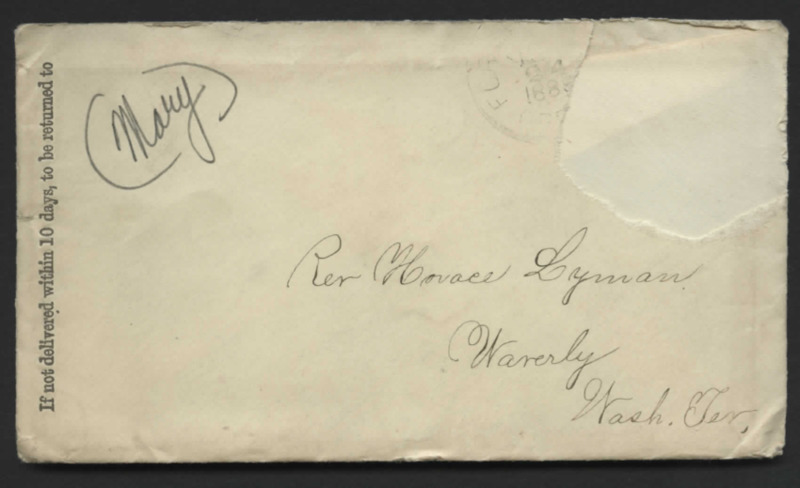 If not delivered within 10 days, to be returned to
(Mary)
Rev Horace Lyman
Waverly
Wash. Ter.